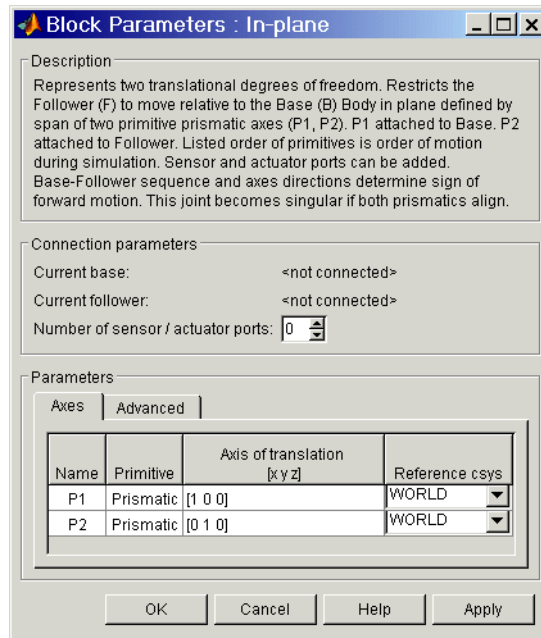 Block Parameters : In-plane
Description
Represents two translational degrees of freedom. Restricts the
Follower (F) to move relative to the Base (B) Body in plane defined by
span of two primitive prismatic axes (P1, P2). P1 attached to Base. P2
attached to Follower. Listed order of primitives is order of motion
during simulation. Sensor and actuator ports can be added.
Base-Follower sequence and axes directions determine sign of
forward motion. This joint becomes singular if both prismatics align.
Connection parameters
Current base: <not connected>
Current follower: <not connected>
Number of sensor / actuator ports: 0
Parameters
Axes Advanced
Axis of translation
Name Primitive [x y z] Reference csys
P1 Prismatic [1 0 0] WORLD
P2 Prismatic [0 1 0] WORLD
OK Cancel Help Apply